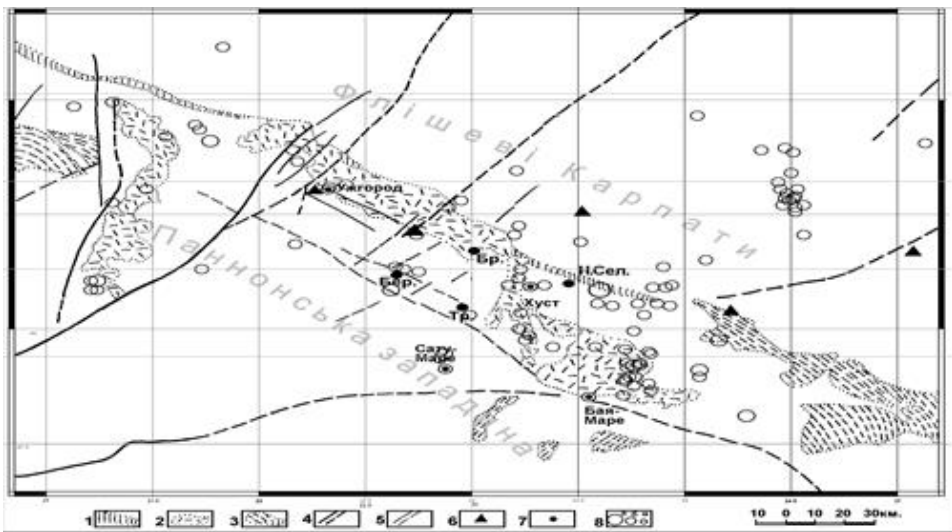 Флішеві Карпати
Ужгород
Паннонська западина
Бр.
Н.Сел.
Бер.
Хуст
Тр.
Сату-
Маре
Бая-
Маре
1 2 3 4 5 6 7 8
10 0 10 20 30км.